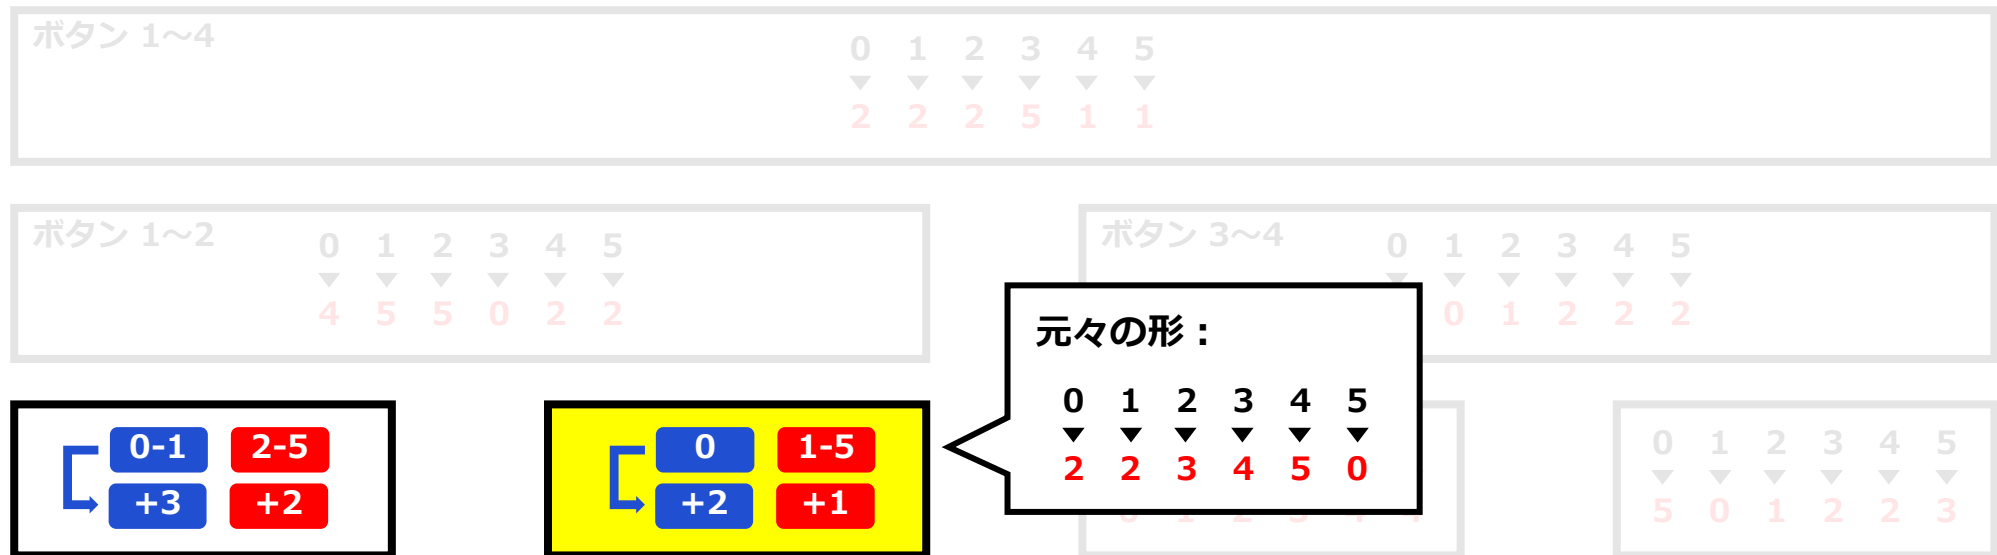 ボタン 1～4
0 1 2 3 4 5
2 2 2 5 1 1
ボタン 1～2
0 1 2 3 4 5
4 5 5 0 2 2
ボタン 3～4
0 1 2 3 4 5
0 1 2 2 2
0-1 2-5
+3 +2
0 1-5
+2 +1
元々の形：
0 1 2 3 4 5
2 2 3 4 5 0
0 1 2 3 4 5
5 0 1 2 2 3